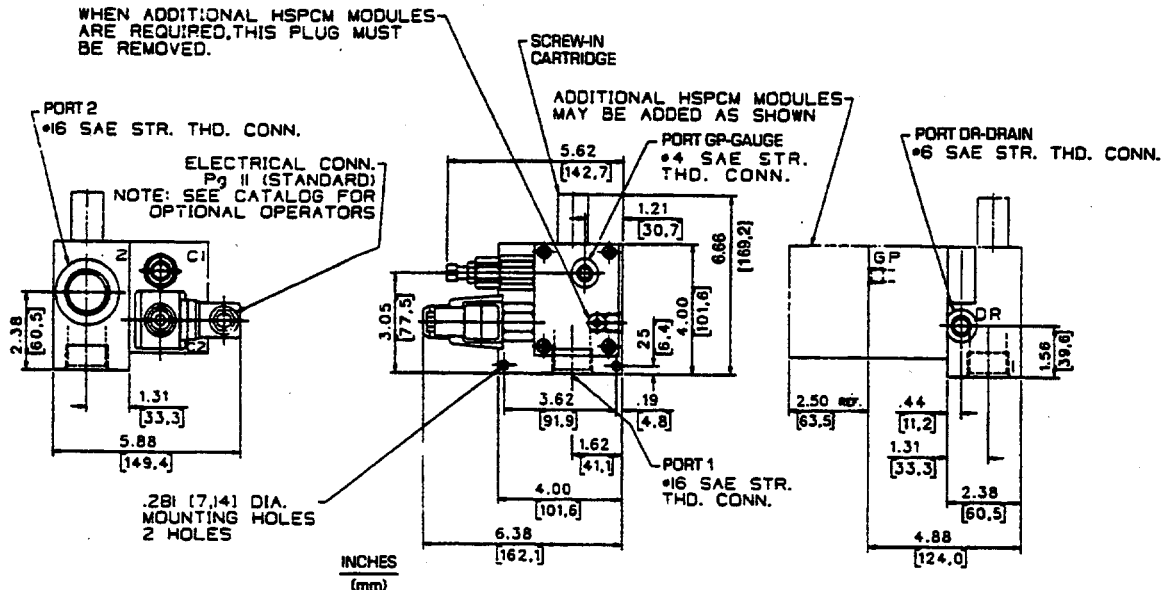 WHEN ADDITIONAL HSPCM MODULES
ARE REQUIRED,THIS PLUG MUST
BE REMOVED.
SCREW-IN
CARTRIDGE
ADDITIONAL HSPCM MODULES
MAY BE ADDED AS SHOWN
PORT 2
#16 SAE STR. THD. CONN.
ELECTRICAL CONN.
Pg 11 (STANDARD)
NOTE: SEE CATALOG FOR
OPTIONAL OPERATORS
PORT GP-GAUGE
#4 SAE STR.
THD. CONN.
PORT DR-DRAIN
#6 SAE STR. THD. CONN.
5.62
[142,7]
1.21
[30,7]
6.66
[169,2]
2
C1
C2
2.38
[60,5]
1.31
[33,3]
5.88
[149,4]
3.05
[77,5]
4.00
[101,6]
.25
[6,4]
3.62
[91,9]
.19
[4,8]
1.62
[41,1]
4.00
[101,6]
6.38
[162,1]
PORT 1
#16 SAE STR.
THD. CONN.
.281 [7,14] DIA.
MOUNTING HOLES
2 HOLES
GP
DR
1.56
[39,6]
2.50 REF.
[63,5]
.44
[11,2]
1.31
[33,3]
2.38
[60,5]
4.88
[124,0]
INCHES
(mm)